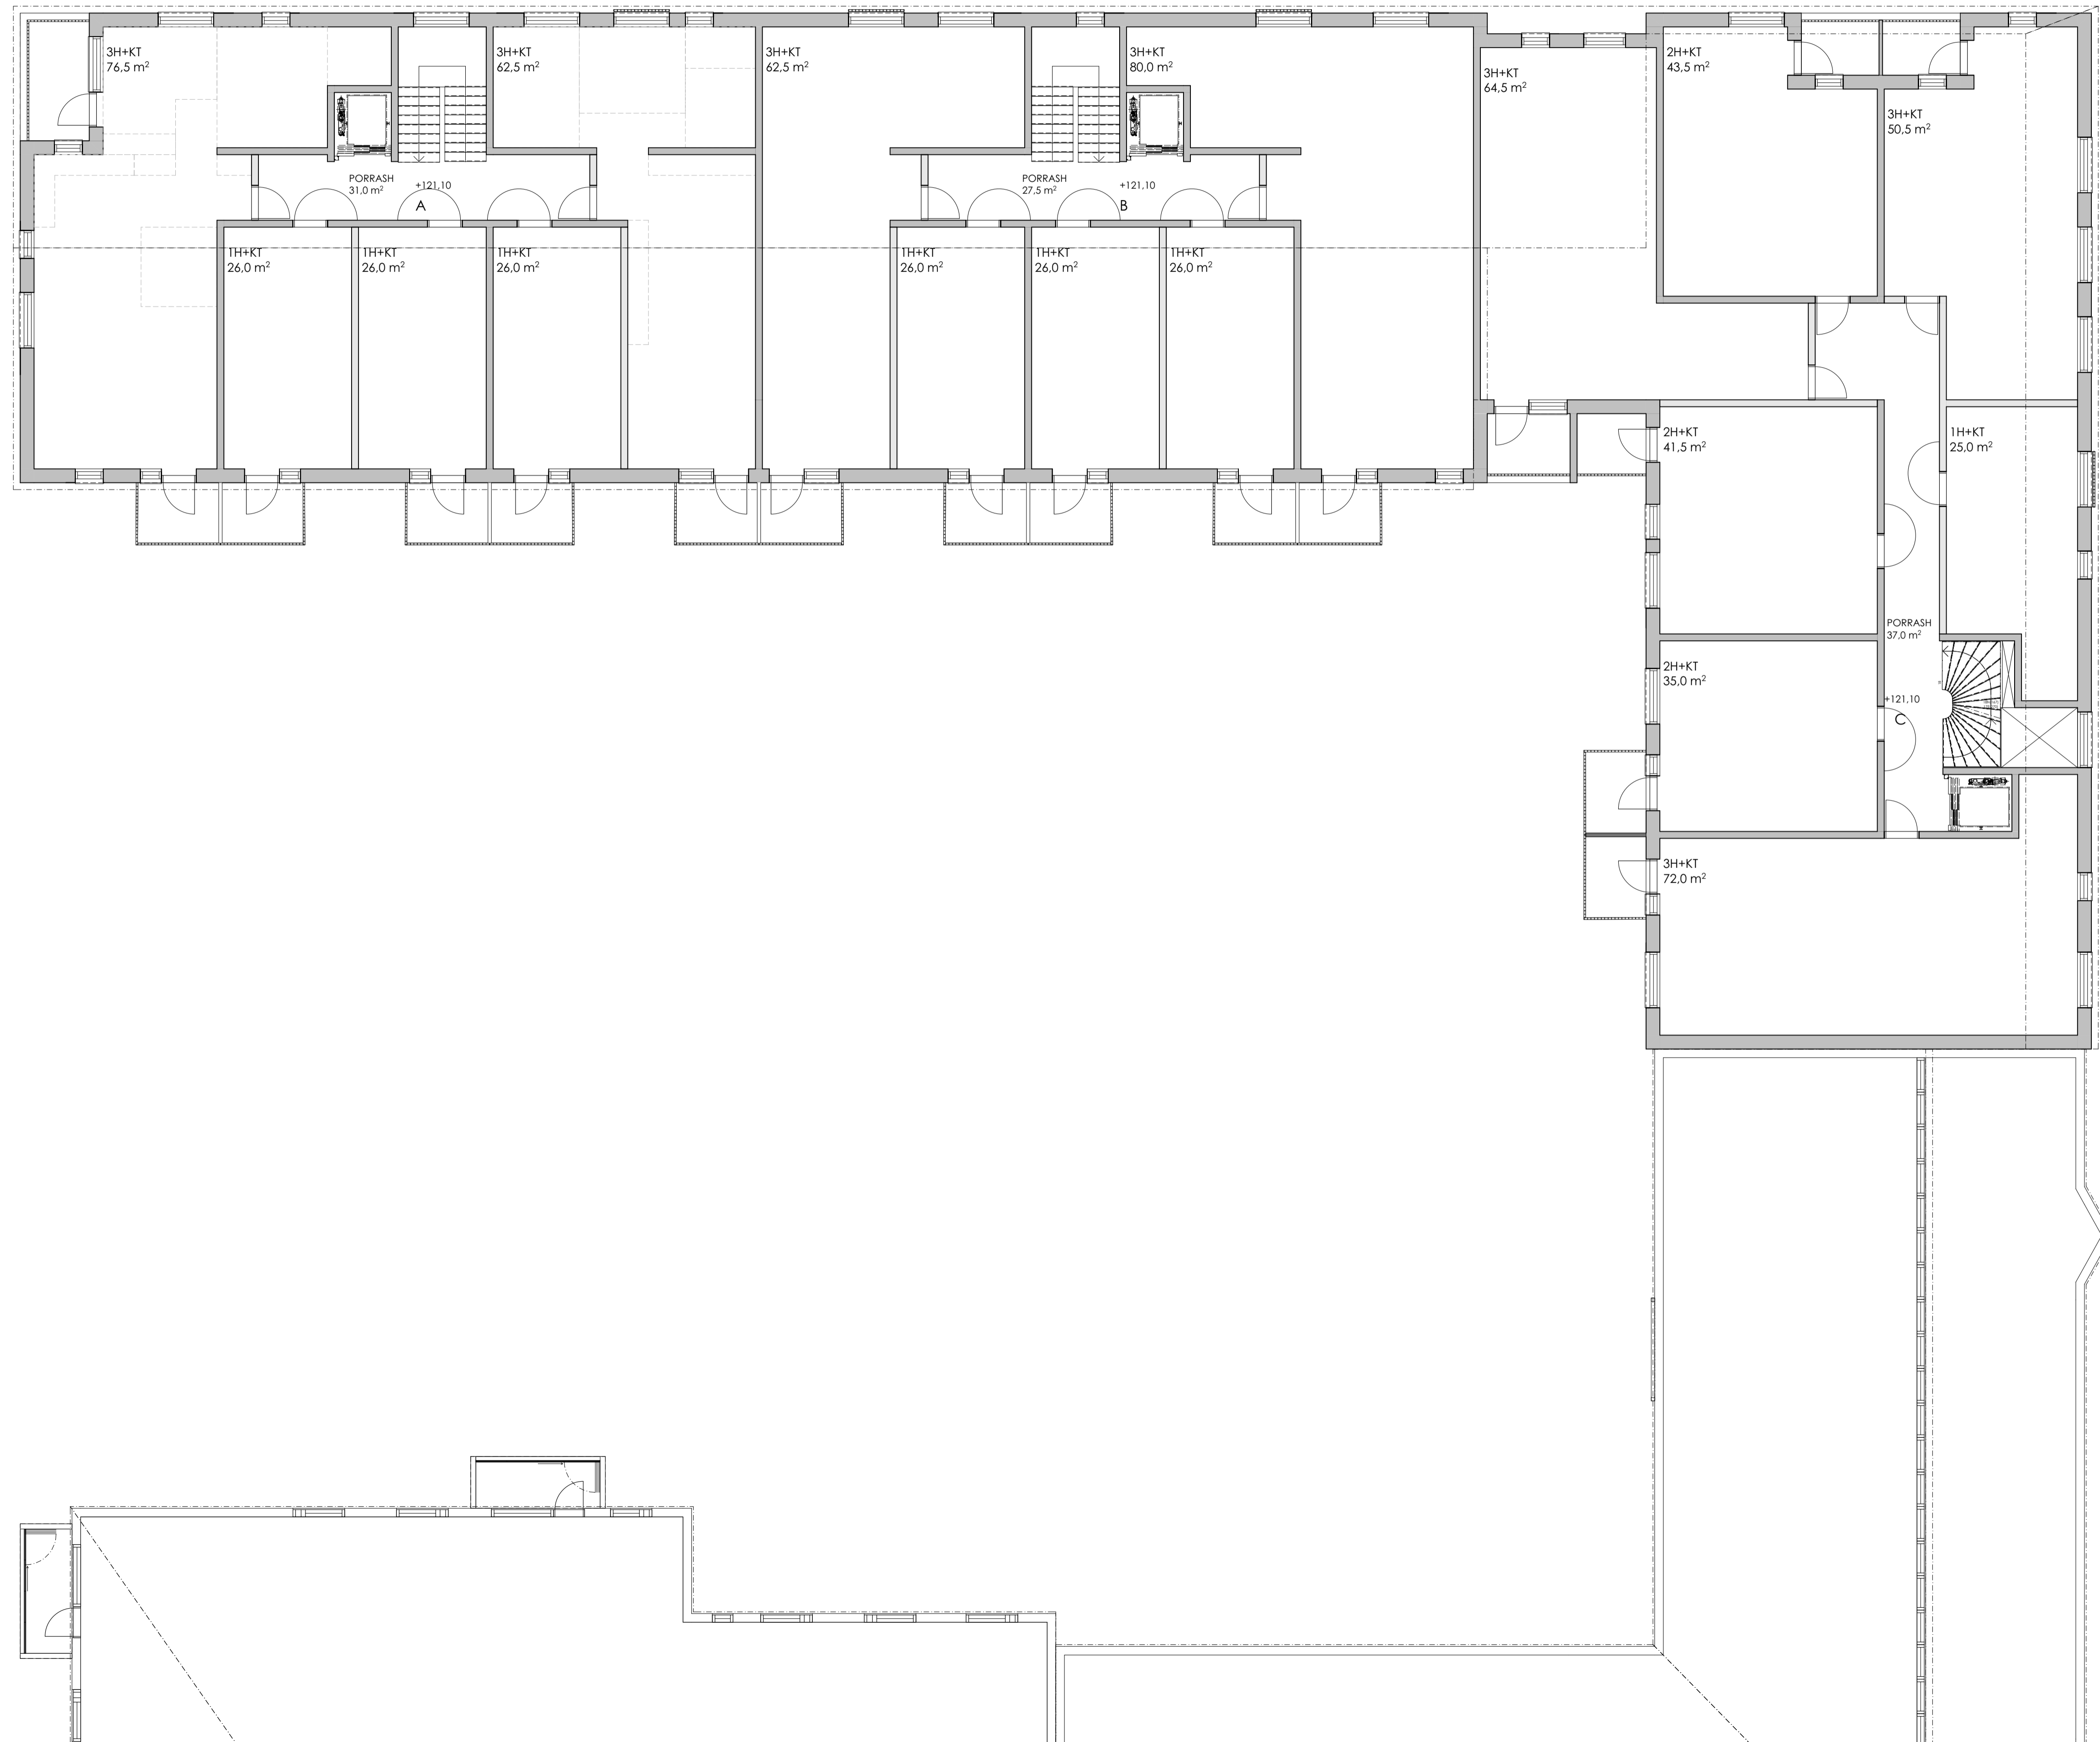 3H+KT
76,5 m²
3H+KT
62,5 m²
3H+KT
62,5 m²
3H+KT
80,0 m²
3H+KT
64,5 m²
2H+KT
43,5 m²
3H+KT
50,5 m²
PORRASH
31,0 m²
+121,10
A
PORRASH
27,5 m²
+121,10
B
1H+KT
26,0 m²
1H+KT
26,0 m²
1H+KT
26,0 m²
1H+KT
26,0 m²
1H+KT
26,0 m²
1H+KT
26,0 m²
2H+KT
41,5 m²
1H+KT
25,0 m²
PORRASH
37,0 m²
2H+KT
35,0 m²
+121,10
C
3H+KT
72,0 m²